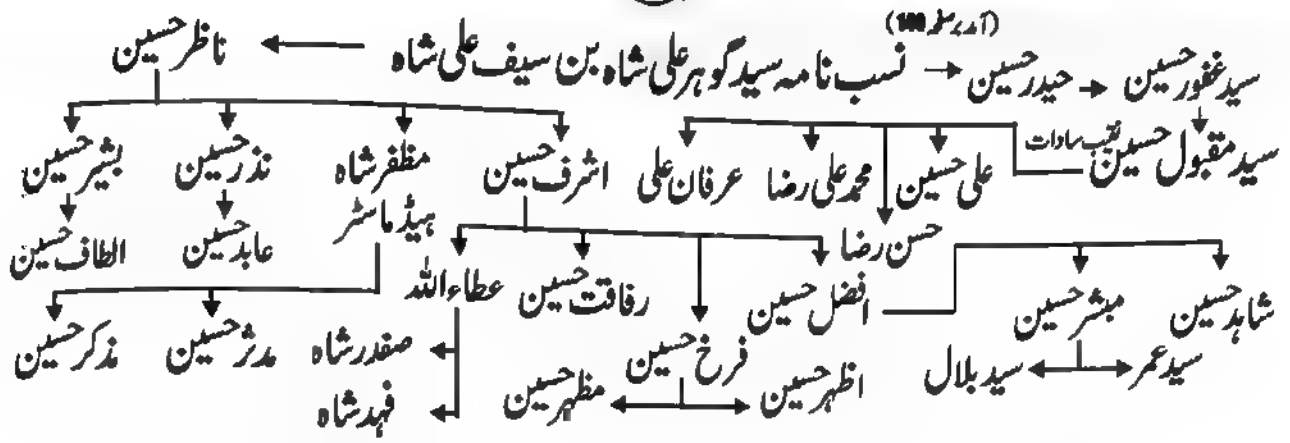 (آمد بر صفحہ 100)
سید غفور حسین حیدر حسین نسب نامہ سید گوہر علی شاہ بن سیف علی شاہ ناظر حسین
سید مقبول حسین نقیب سادات علی حسین محمد علی رضا عرفان علی اشرف حسین مظفر شاہ نذر حسین بشیر حسین
حسن رضا ہیڈ ماسٹر عابد حسین الطاف حسین
شاہد حسین مبشر حسین افضل حسین رفاقت حسین عطاء اللہ
سید عمر سید بلال فرخ حسین صفدر شاہ مدثر حسین مذکر حسین
اظہر حسین مظہر حسین فہد شاہ